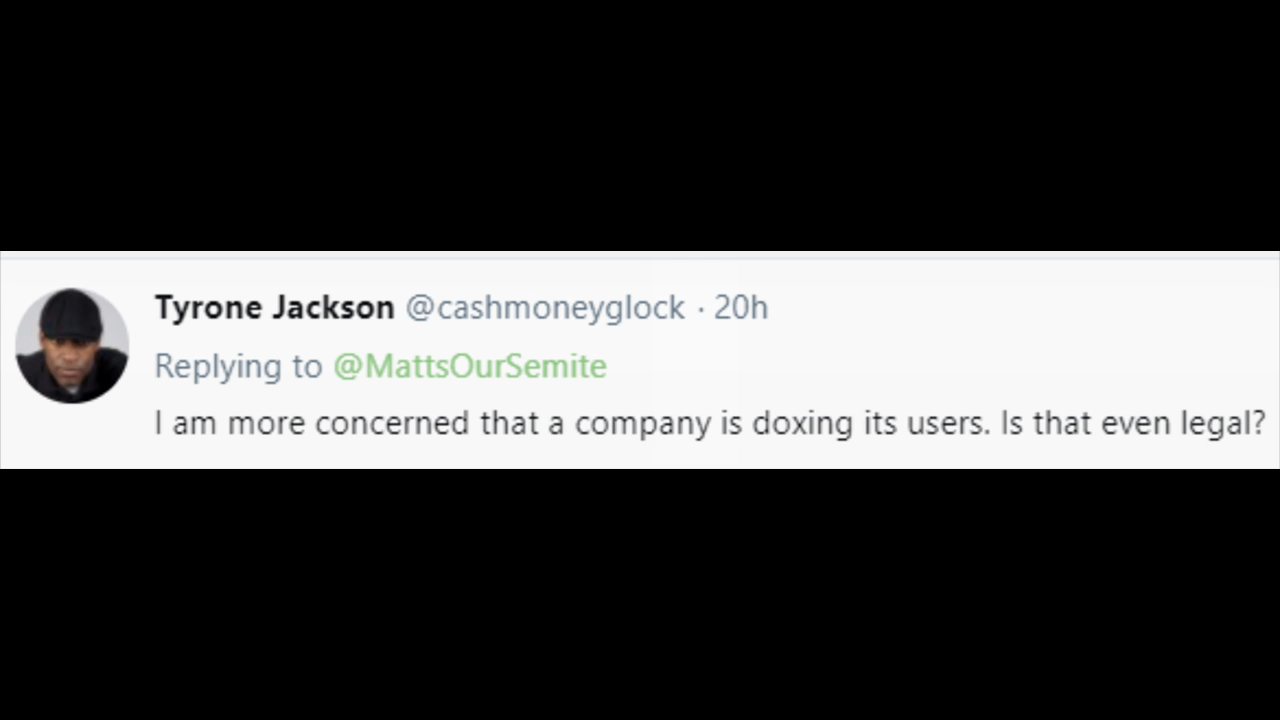 Tyrone Jackson @cashmoneyglock · 20h
Replying to @MattsOurSemite
I am more concerned that a company is doxing its users. Is that even legal?